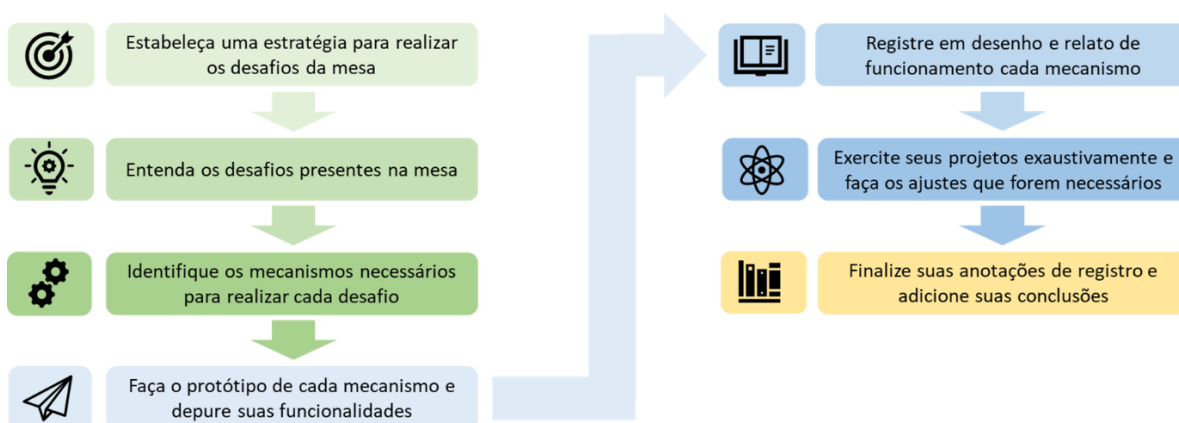 Estabeleça uma estratégia para realizar
os desafios da mesa
Entenda os desafios presentes na mesa
Identifique os mecanismos necessários
para realizar cada desafio
Faça o protótipo de cada mecanismo e
depure suas funcionalidades
Registre em desenho e relato de
funcionamento cada mecanismo
Exercite seus projetos exaustivamente e
faça os ajustes que forem necessários
Finalize suas anotações de registro e
adicione suas conclusões